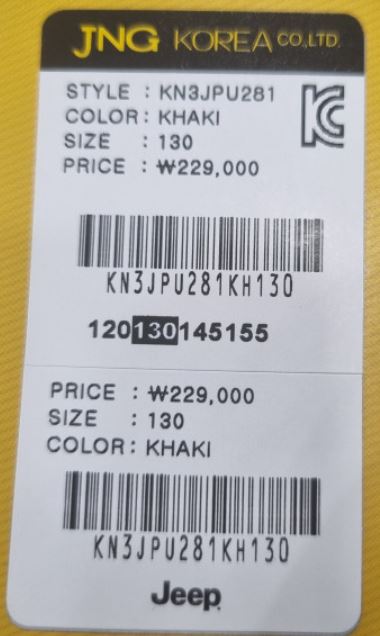 JNG KOREA CO.,LTD.
STYLE : KN3JPU281
COLOR : KHAKI
SIZE : 130
PRICE : ₩229,000
KC
KN3JPU281KH130
120130145155
PRICE : ₩229,000
SIZE : 130
COLOR : KHAKI
KN3JPU281KH130
Jeep